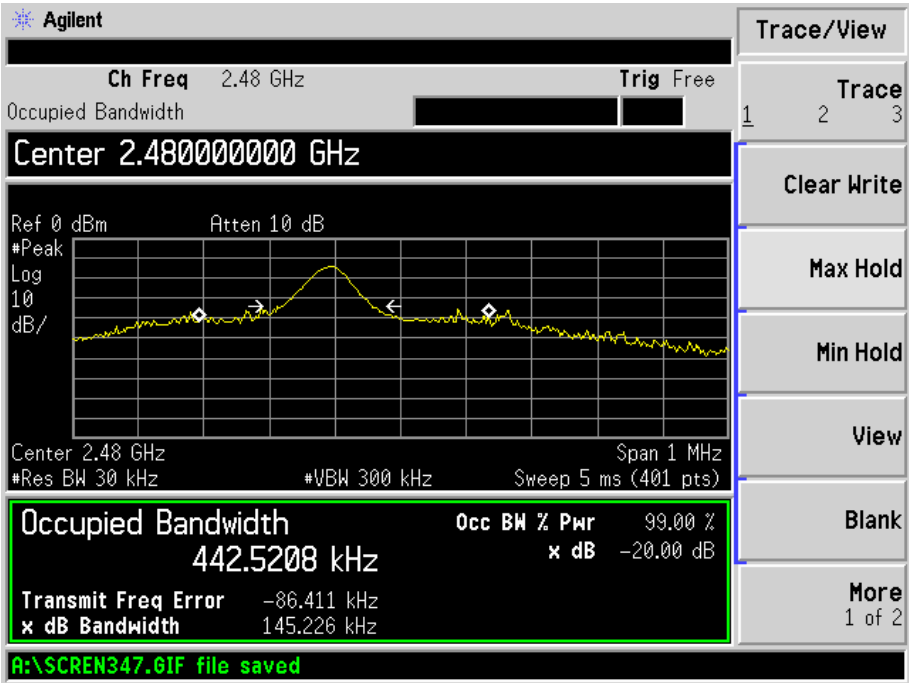 Agilent
Trace/View
Ch Freq 2.48 GHz Trig Free
Occupied Bandwidth
Trace
1 2 3
Center 2.480000000 GHz
Clear Write
Ref 0 dBm Atten 10 dB
#Peak
Log
10
dB/
Max Hold
Min Hold
View
Center 2.48 GHz Span 1 MHz
#Res BW 30 kHz #VBW 300 kHz Sweep 5 ms (401 pts)
Occupied Bandwidth Occ BW % Pwr 99.00 %
442.5208 kHz x dB -20.00 dB
Blank
Transmit Freq Error -86.411 kHz
x dB Bandwidth 145.226 kHz
More
1 of 2
A:\SCREN347.GIF file saved